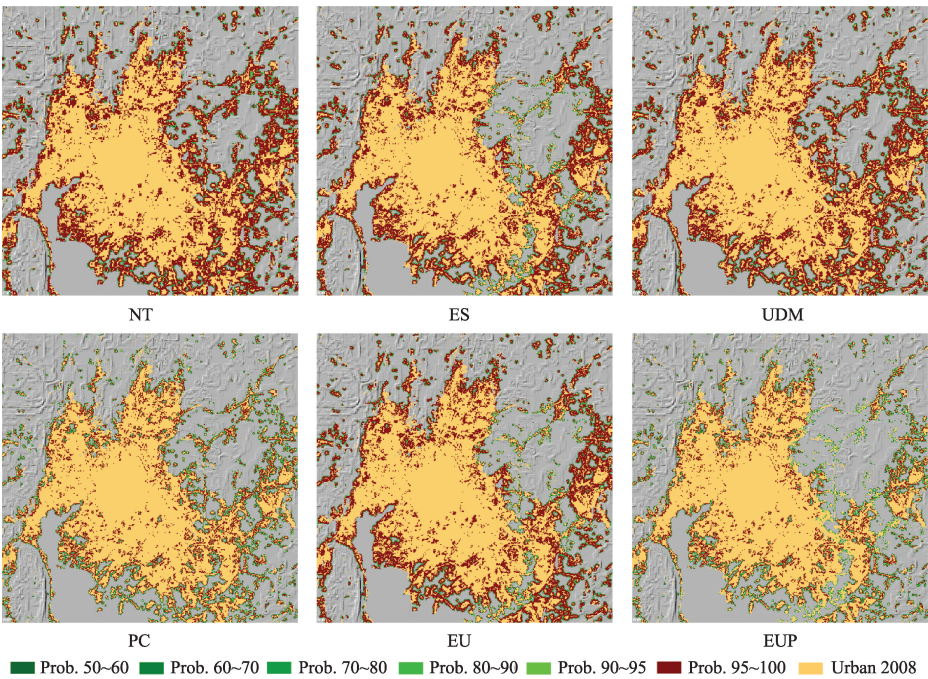 NT ES UDM
PC EU EUP
Prob. 50~60 Prob. 60~70 Prob. 70~80 Prob. 80~90 Prob. 90~95 Prob. 95~100 Urban 2008